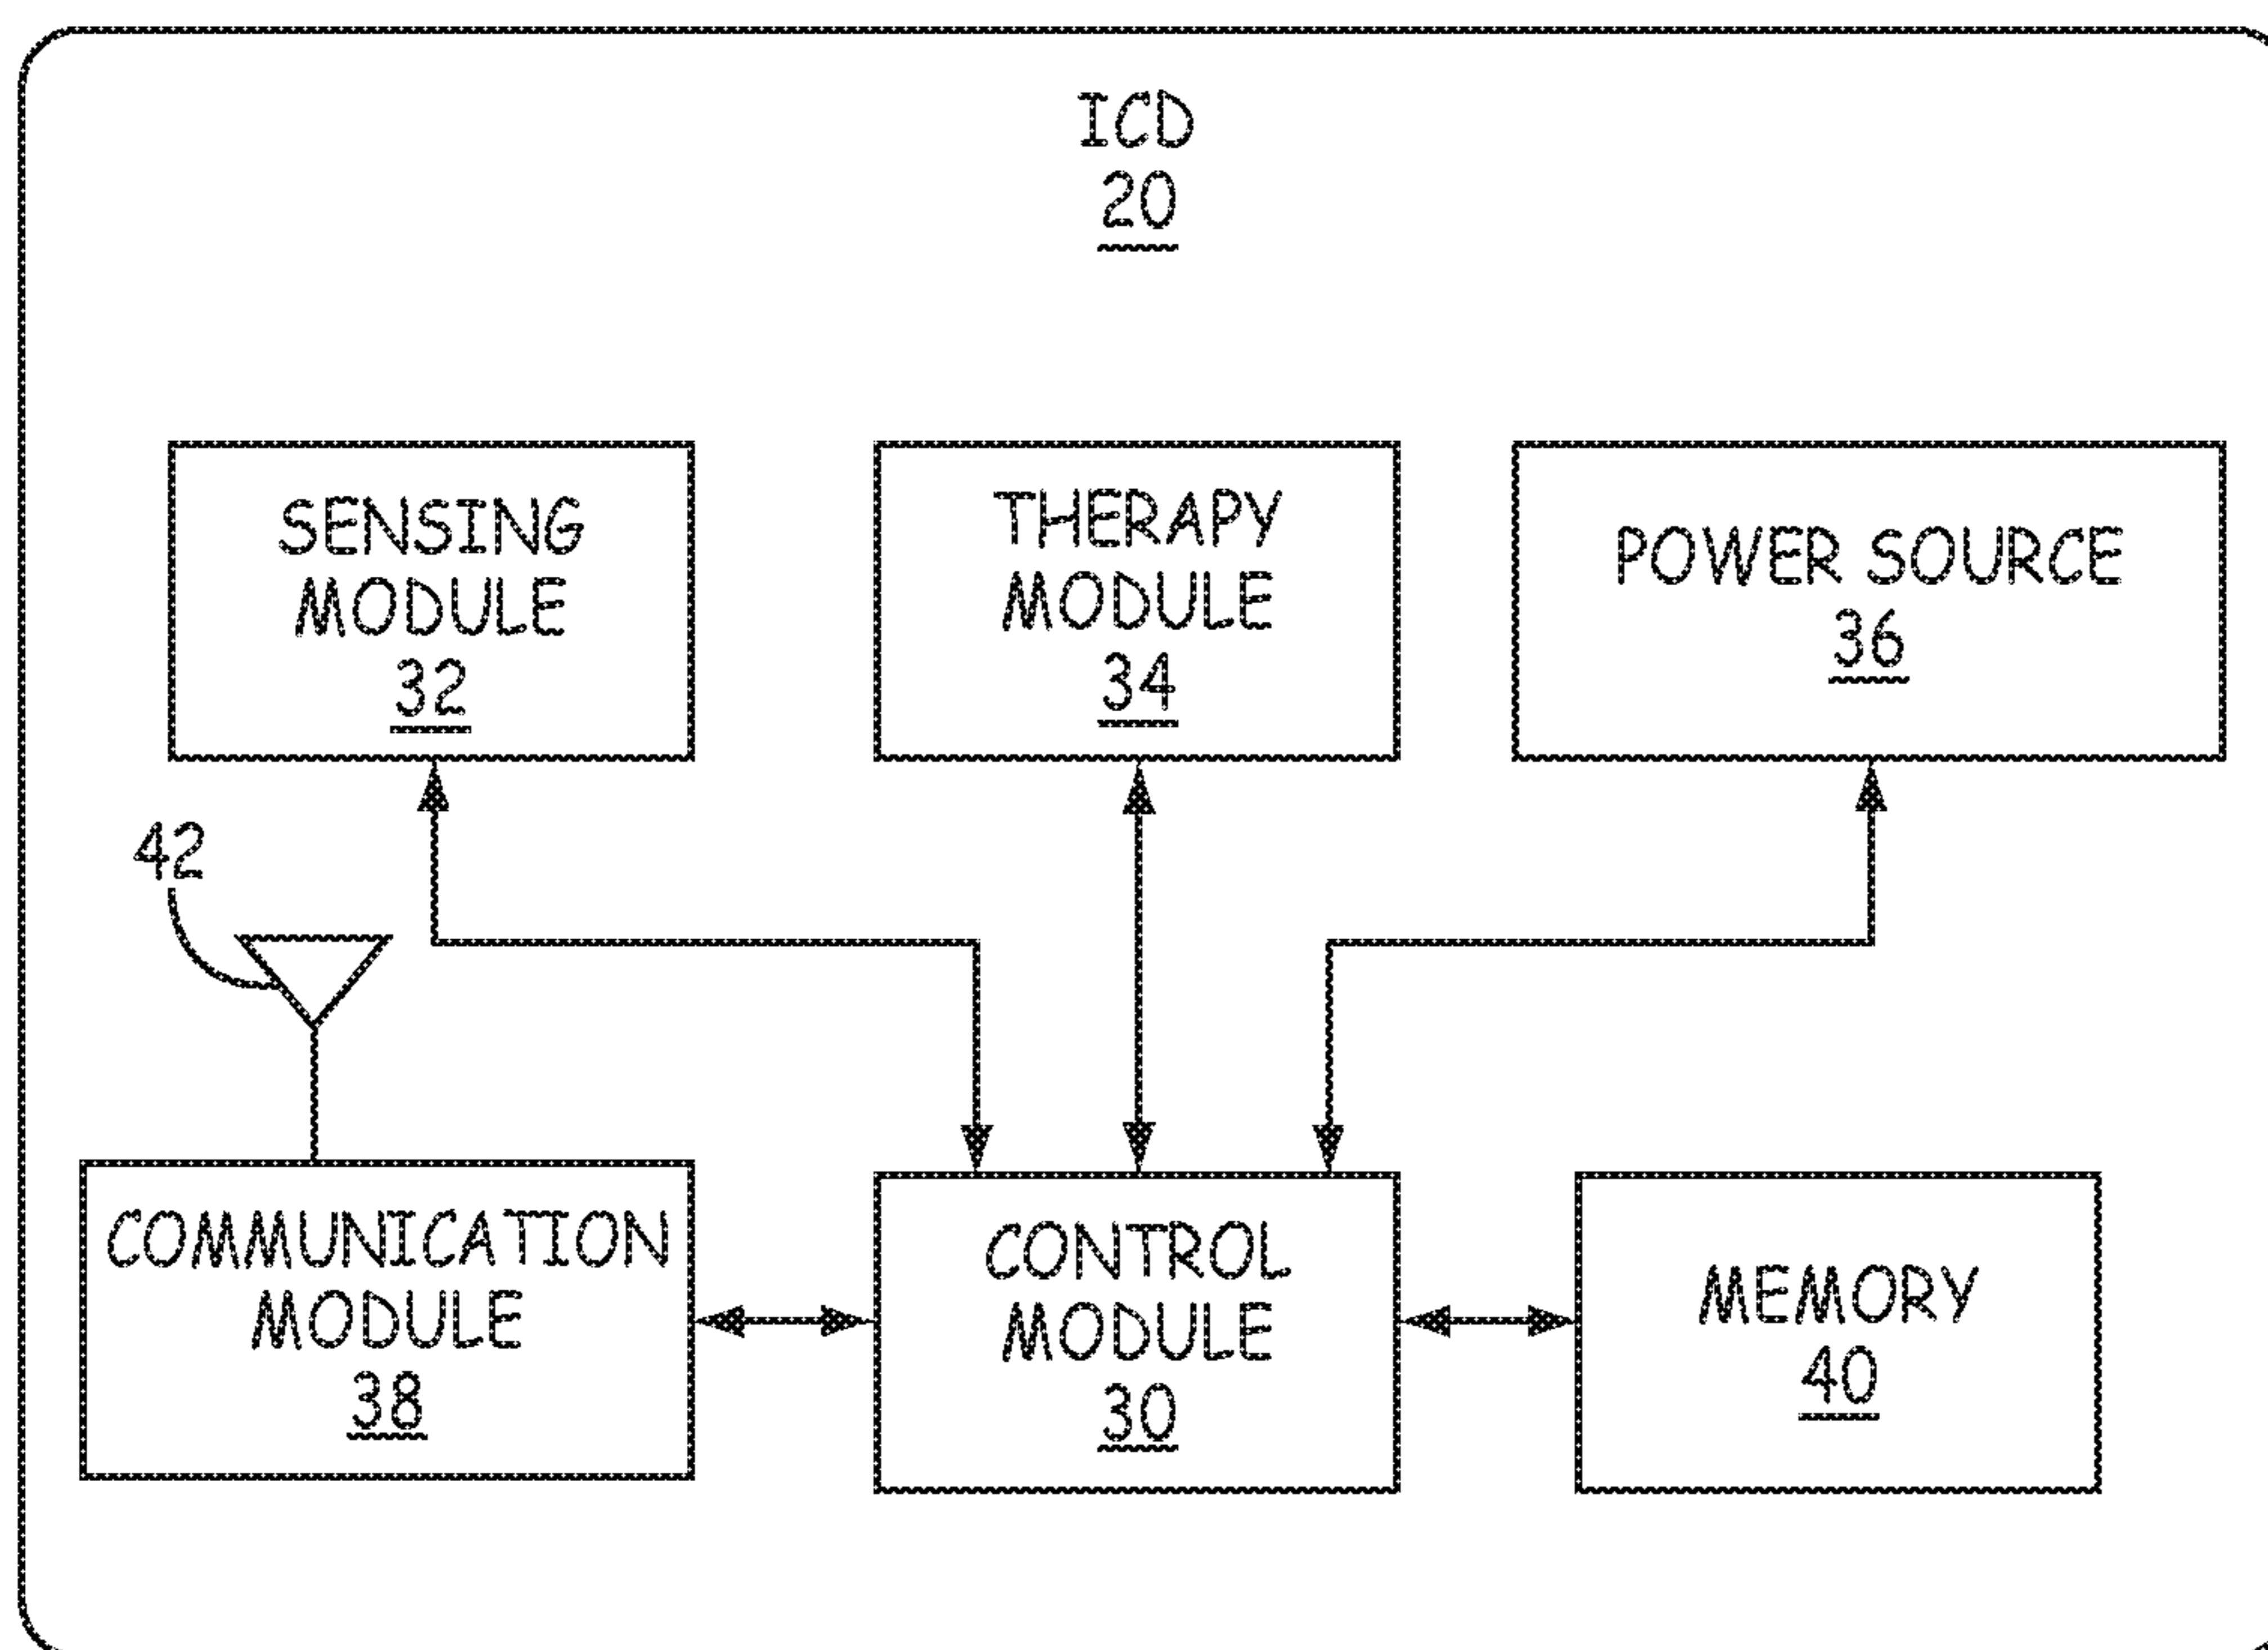 ICD
20
SENSING
MODULE
32
THERAPY
MODULE
34
POWER SOURCE
36
42
COMMUNICATION
MODULE
38
CONTROL
MODULE
30
MEMORY
40